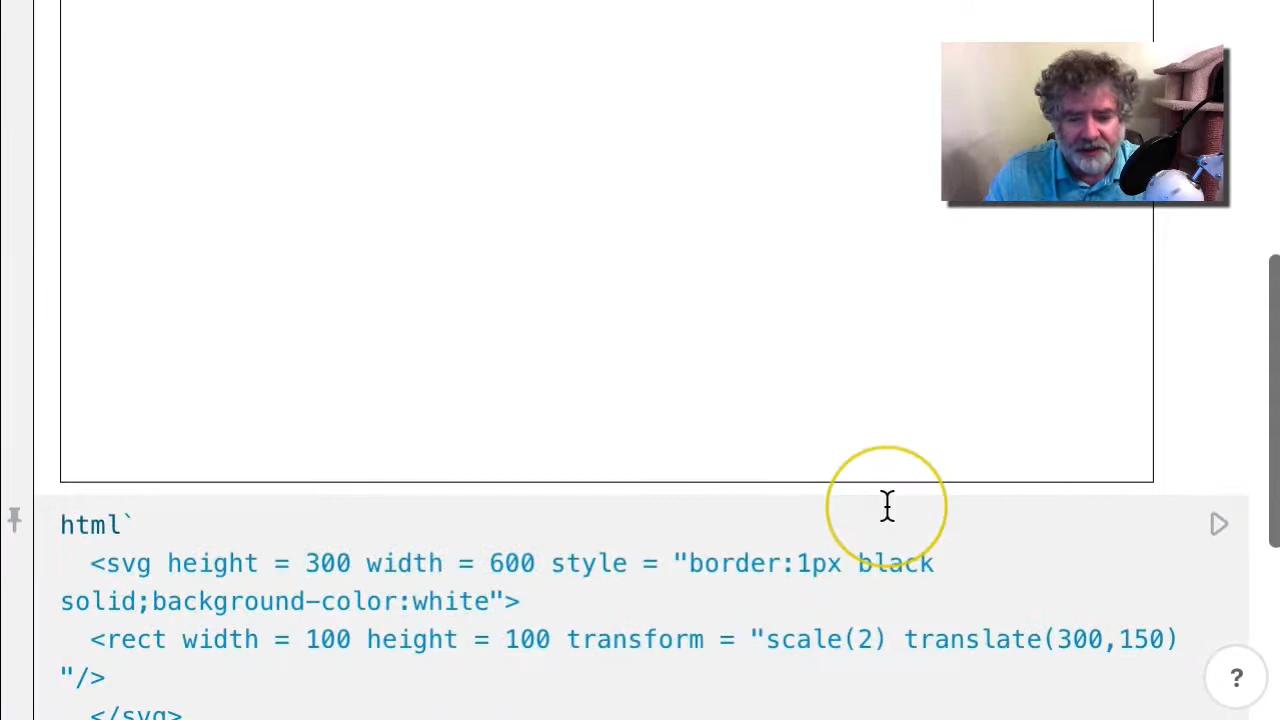 html`
<svg height = 300 width = 600 style = "border:1px black
solid;background-color:white">
<rect width = 100 height = 100 transform = "scale(2) translate(300,150)
"/>
</svg>
?